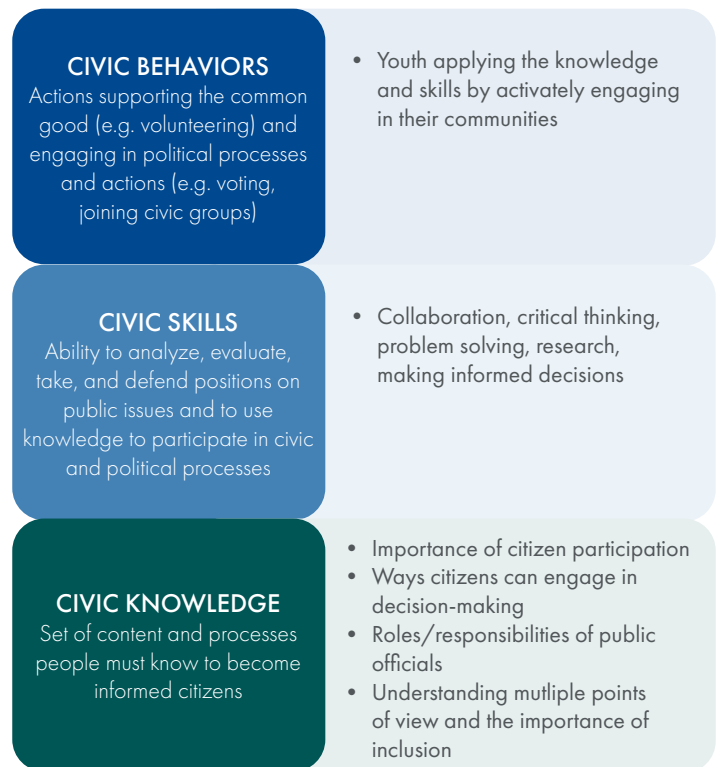 CIVIC BEHAVIORS
Actions supporting the common
good (e.g. volunteering) and
engaging in political processes
and actions (e.g. voting,
joining civic groups)
• Youth applying the knowledge
and skills by activately engaging
in their communities
CIVIC SKILLS
Ability to analyze, evaluate,
take, and defend positions on
public issues and to use
knowledge to participate in civic
and political processes
• Collaboration, critical thinking,
problem solving, research,
making informed decisions
CIVIC KNOWLEDGE
Set of content and processes
people must know to become
informed citizens
• Importance of citizen participation
• Ways citizens can engage in
decision-making
• Roles/responsibilities of public
officials
• Understanding mutliple points
of view and the importance of
inclusion